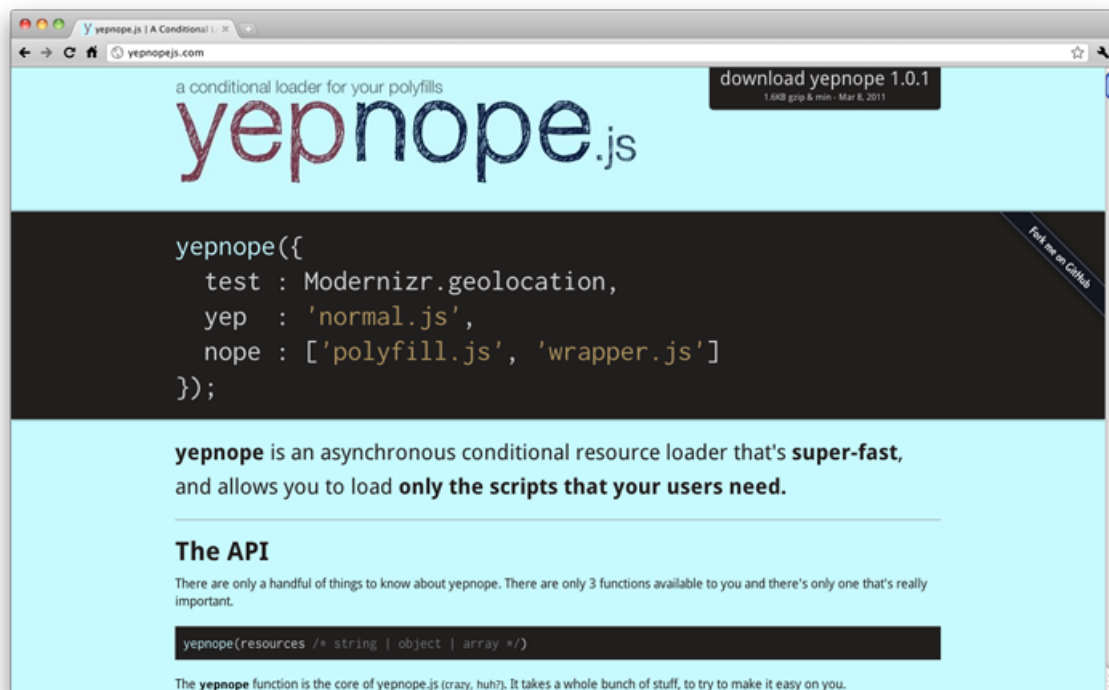 yepnope.js | A Conditional L
yepnopejs.com
a conditional loader for your polyfills
yepnope.js
download yepnope 1.0.1
1.6KB gzip & min - Mar 8, 2011
Fork me on GitHub
yepnope({
test : Modernizr.geolocation,
yep : 'normal.js',
nope : ['polyfill.js', 'wrapper.js']
});
yepnope is an asynchronous conditional resource loader that's super-fast,
and allows you to load only the scripts that your users need.
The API
There are only a handful of things to know about yepnope. There are only 3 functions available to you and there's only one that's really
important.
yepnope(resources /* string | object | array */)
The yepnope function is the core of yepnope.js (crazy, huh?). It takes a whole bunch of stuff, to try to make it easy on you.